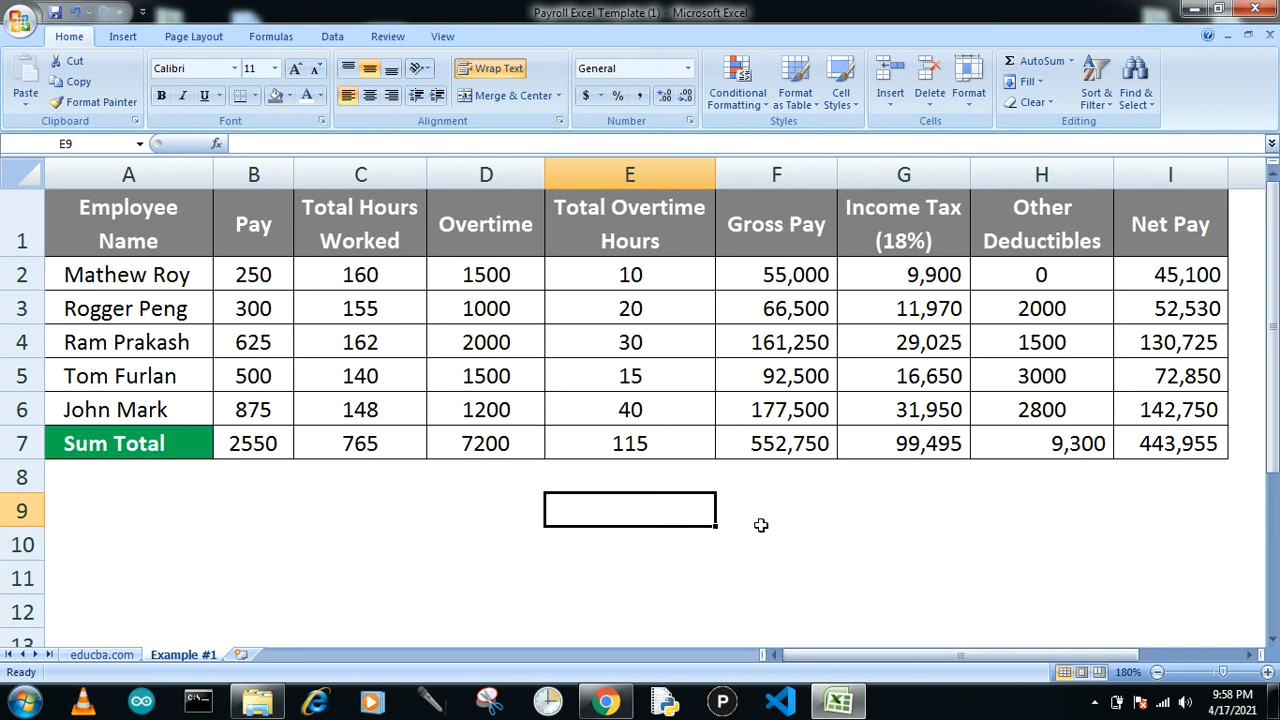 Payroll Excel Template (1) - Microsoft Excel
Home Insert Page Layout Formulas Data Review View
Paste
Cut
Copy
Format Painter
Clipboard
Calibri 11
B I U
Font
Wrap Text
Merge & Center
Alignment
General
$ % ,
Number
Conditional Formatting
Format as Table
Cell Styles
Styles
Insert Delete Format
Cells
Σ AutoSum
Fill
Clear
Sort & Filter
Find & Select
Editing
E9 fx
A B C D E F G H I
1 Employee Name Pay Total Hours Worked Overtime Total Overtime Hours Gross Pay Income Tax (18%) Other Deductibles Net Pay
2 Mathew Roy 250 160 1500 10 55,000 9,900 0 45,100
3 Rogger Peng 300 155 1000 20 66,500 11,970 2000 52,530
4 Ram Prakash 625 162 2000 30 161,250 29,025 1500 130,725
5 Tom Furlan 500 140 1500 15 92,500 16,650 3000 72,850
6 John Mark 875 148 1200 40 177,500 31,950 2800 142,750
7 Sum Total 2550 765 7200 115 552,750 99,495 9,300 443,955
8
9
10
11
12
13
educba.com Example #1
Ready 180%
9:58 PM
4/17/2021